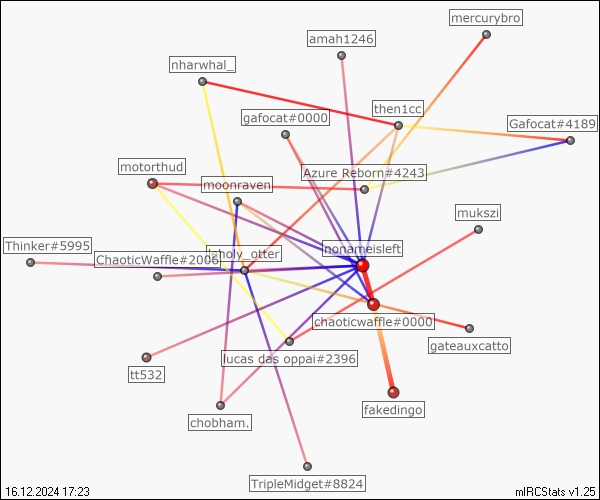 mercurybro
amah1246
nharwhal_
then1cc
gafocat#0000
Gafocat#4189
motorthud
Azure Reborn#4243
moonraven
mukszi
Thinker#5995
nonameisleft
ChaoticWaffle#2006
chaoticwaffle#0000
gateauxcatto
lucas das oppai#2396
tt532
fakedingo
chobham.
TripleMidget#8824
16.12.2024 17:23
mIRCStats v1.25